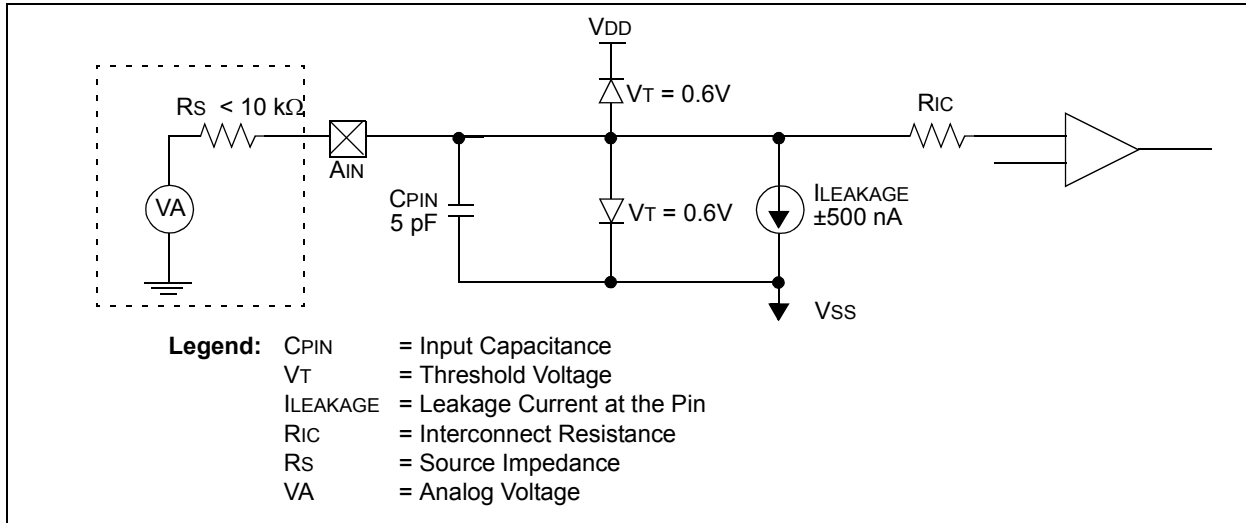 VDD
RS < 10 kΩ
VT = 0.6V
RIC
AIN
VA
CPIN
5 pF
VT = 0.6V
ILEAKAGE
±500 nA
VSS
Legend: CPIN = Input Capacitance
VT = Threshold Voltage
ILEAKAGE = Leakage Current at the Pin
RIC = Interconnect Resistance
RS = Source Impedance
VA = Analog Voltage